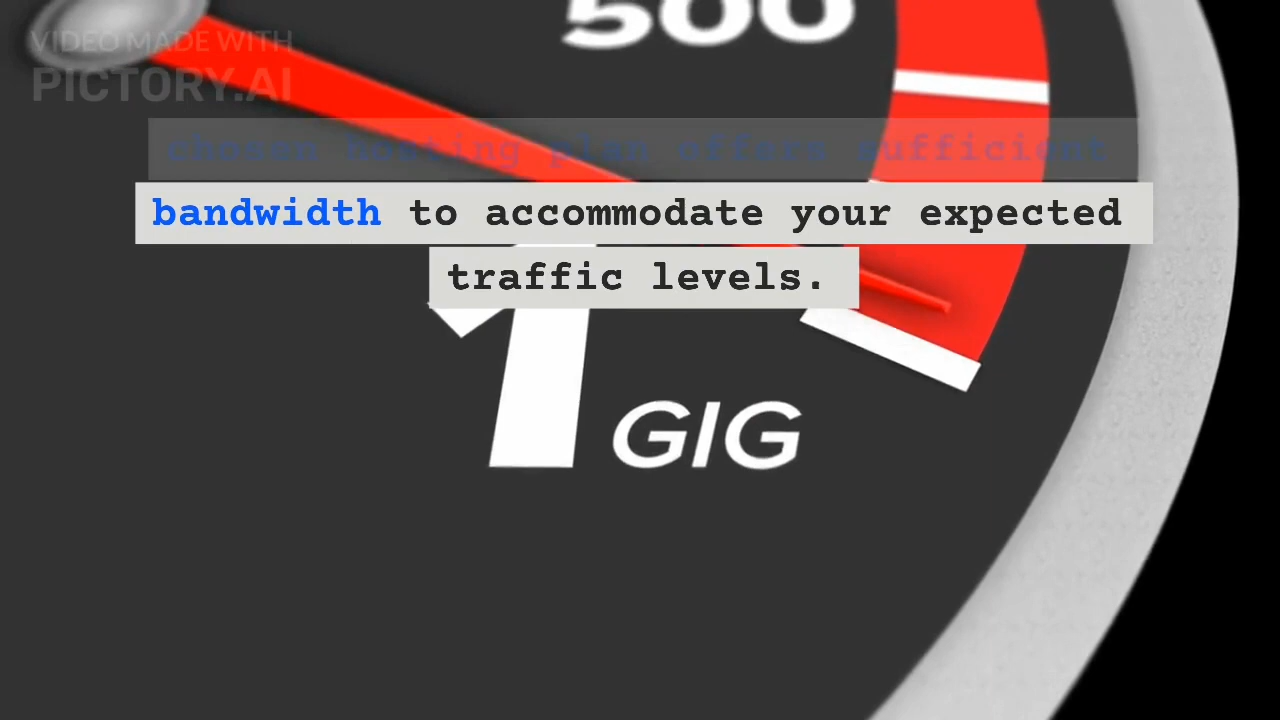 500
VIDEO MADE WITH
PICTORY.AI
chosen hosting plan offers sufficient
bandwidth to accommodate your expected
traffic levels.
1 GIG